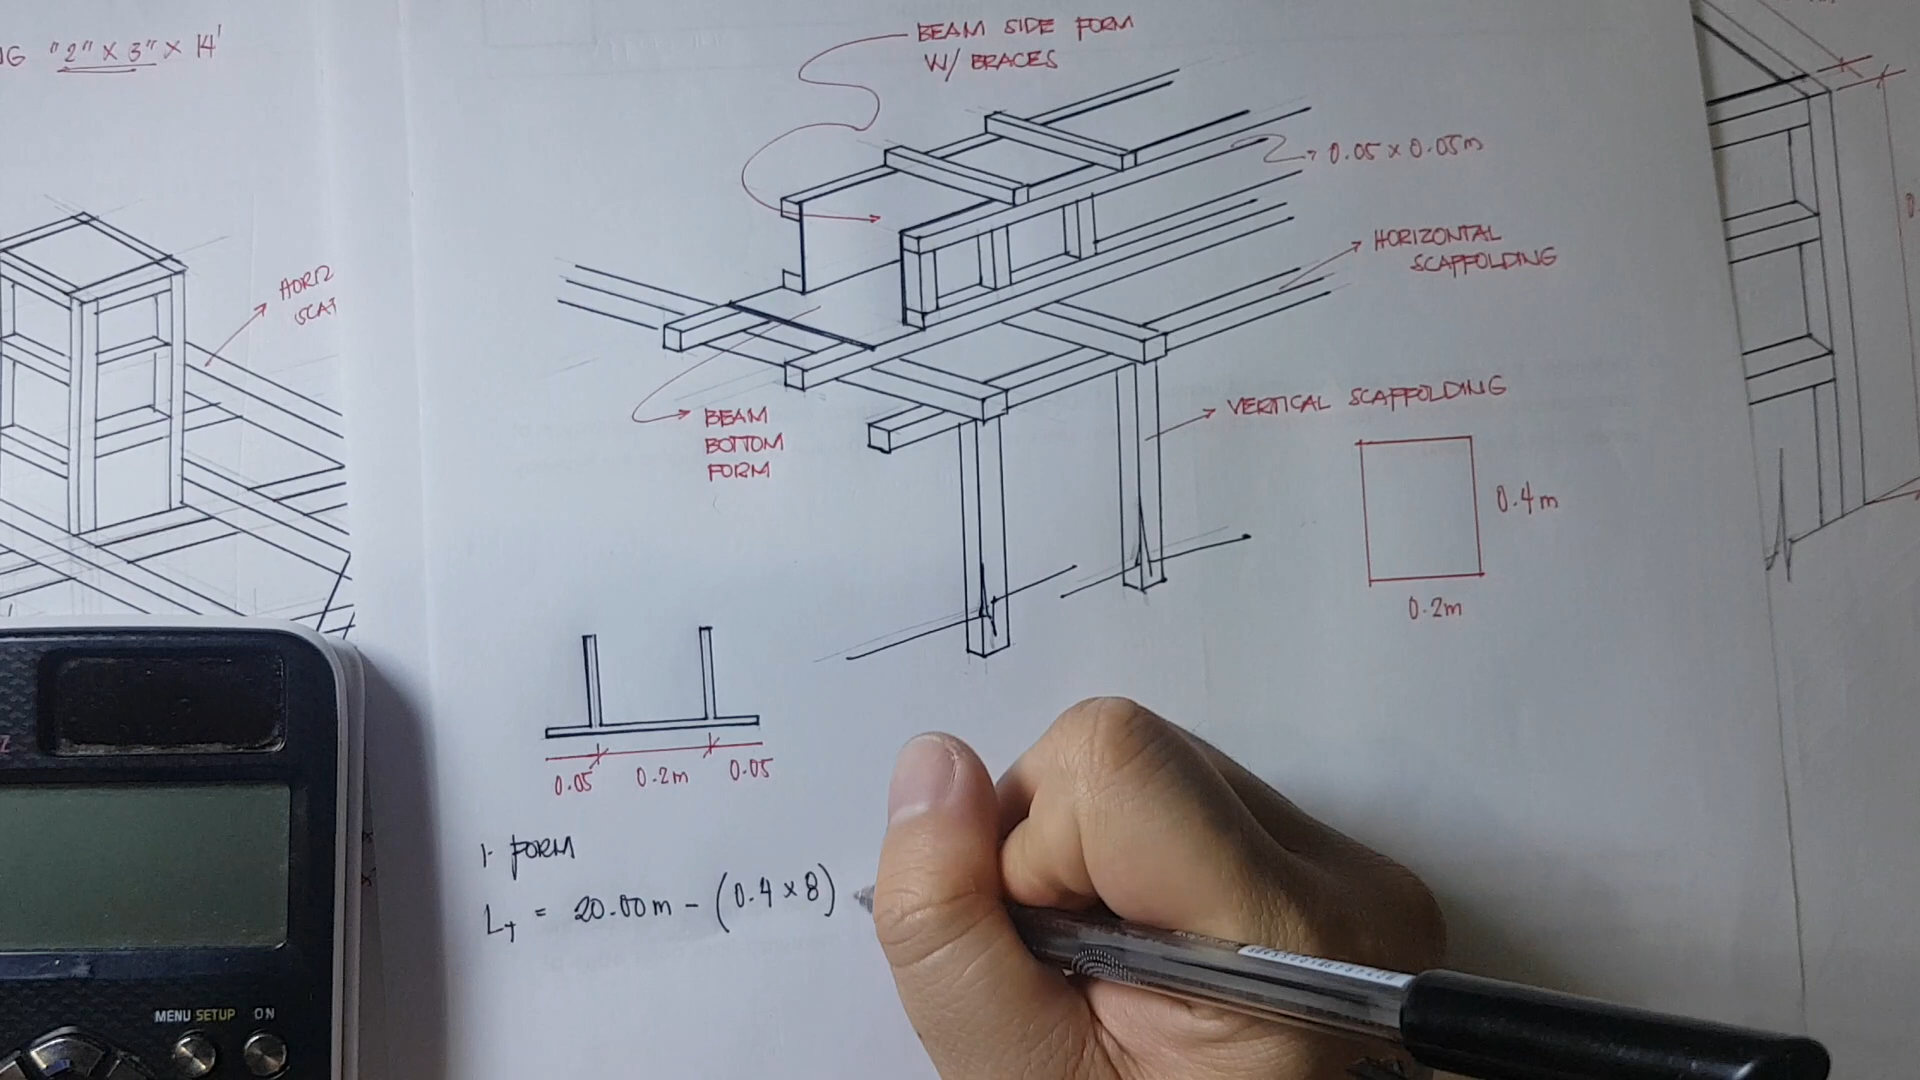 "2" x 3" x 14'
BEAM SIDE FORM
W/ BRACES
0.05 x 0.05m
HORIZONTAL
SCAFFOLDING
HORIZ
SCAF
VERTICAL SCAFFOLDING
BEAM
BOTTOM
FORM
0.4m
0.2m
0.05 0.2m 0.05
1. FORM
LT = 20.00m - (0.4 x 8)
MENU SETUP ON